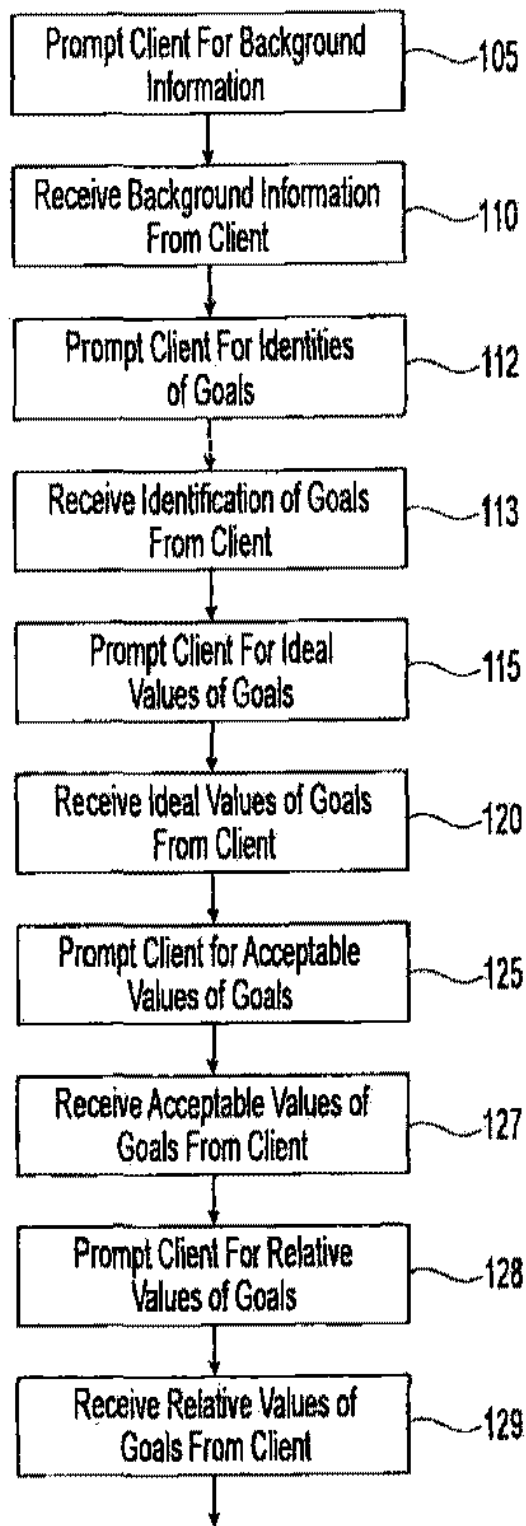 Prompt Client For Background
Information
105
Receive Background Information
From Client
110
Prompt Client For Identities
of Goals
112
Receive Identification of Goals
From Client
113
Prompt Client For Ideal
Values of Goals
115
Receive Ideal Values of Goals
From Client
120
Prompt Client for Acceptable
Values of Goals
125
Receive Acceptable Values of
Goals From Client
127
Prompt Client For Relative
Values of Goals
128
Receive Relative Values of
Goals From Client
129